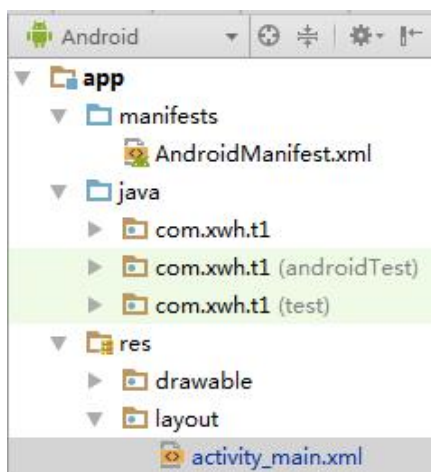 Android
app
manifests
AndroidManifest.xml
java
com.xwh.t1
com.xwh.t1 (androidTest)
com.xwh.t1 (test)
res
drawable
layout
activity_main.xml